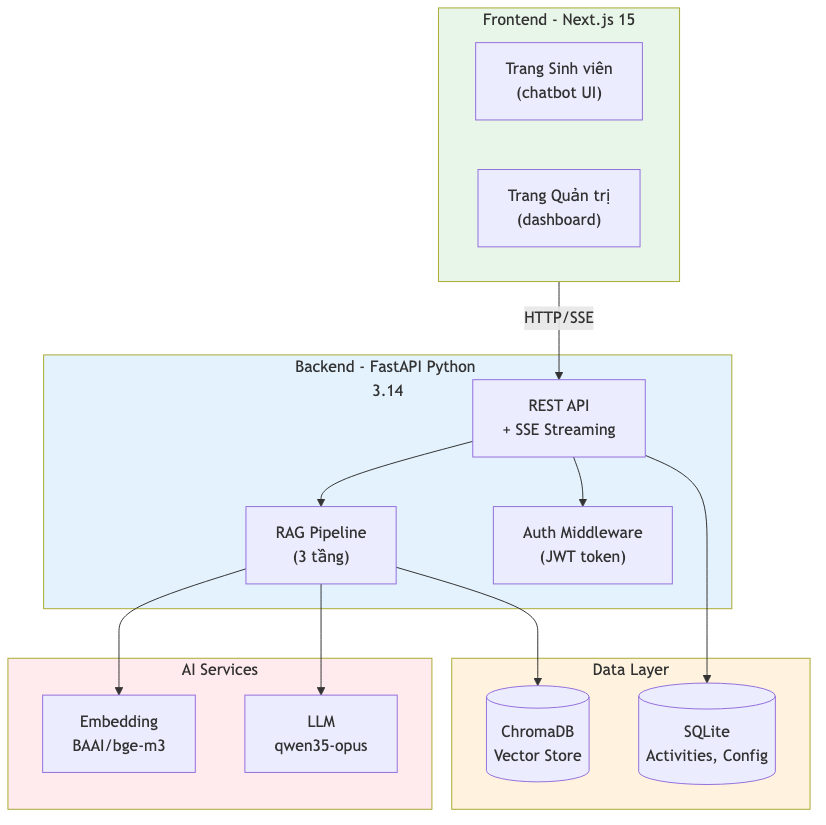 Frontend - Next.js 15
Trang Sinh viên
(chatbot UI)
Trang Quản trị
(dashboard)
HTTP/SSE
Backend - FastAPI Python
3.14
REST API
+ SSE Streaming
RAG Pipeline
(3 tầng)
Auth Middleware
(JWT token)
AI Services
Embedding
BAAI/bge-m3
LLM
qwen35-opus
Data Layer
ChromaDB
Vector Store
SQLite
Activities, Config